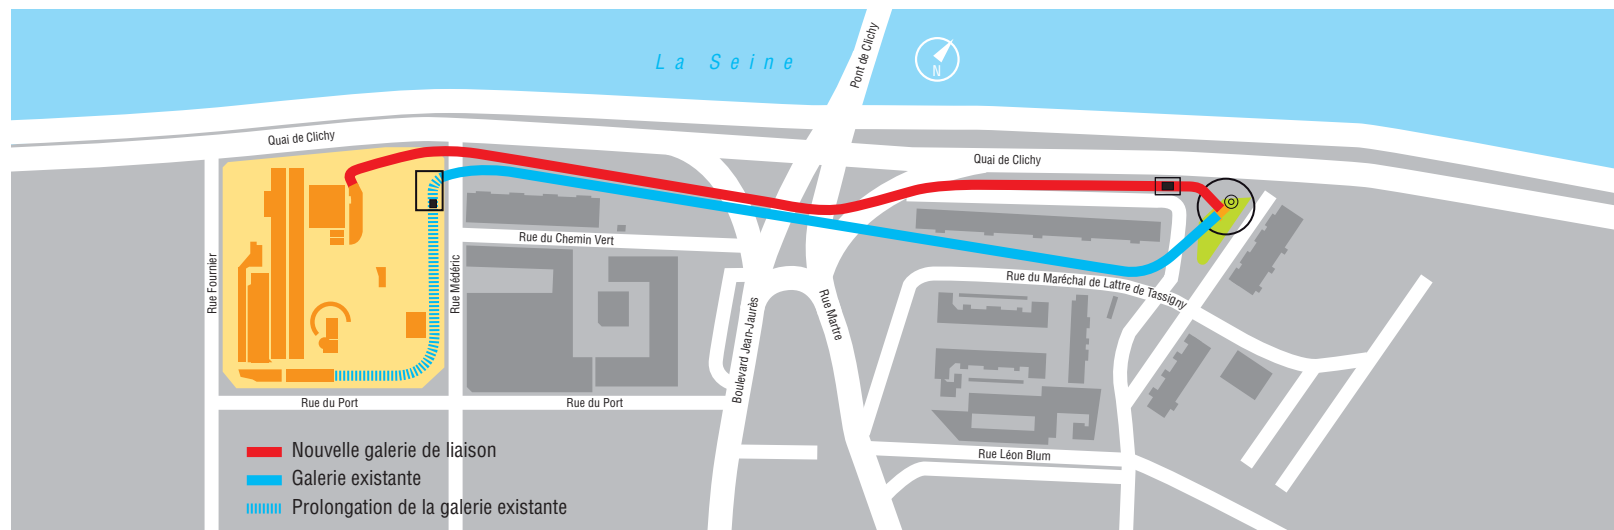 La Seine
Pont de Clichy
N
Quai de Clichy
Quai de Clichy
Rue Fournier
Rue Médéric
Rue du Chemin Vert
Boulevard Jean-Jaurès
Rue Martre
Rue du Maréchal de Lattre de Tassigny
Rue du Port
Rue du Port
Rue Léon Blum
Nouvelle galerie de liaison
Galerie existante
Prolongation de la galerie existante